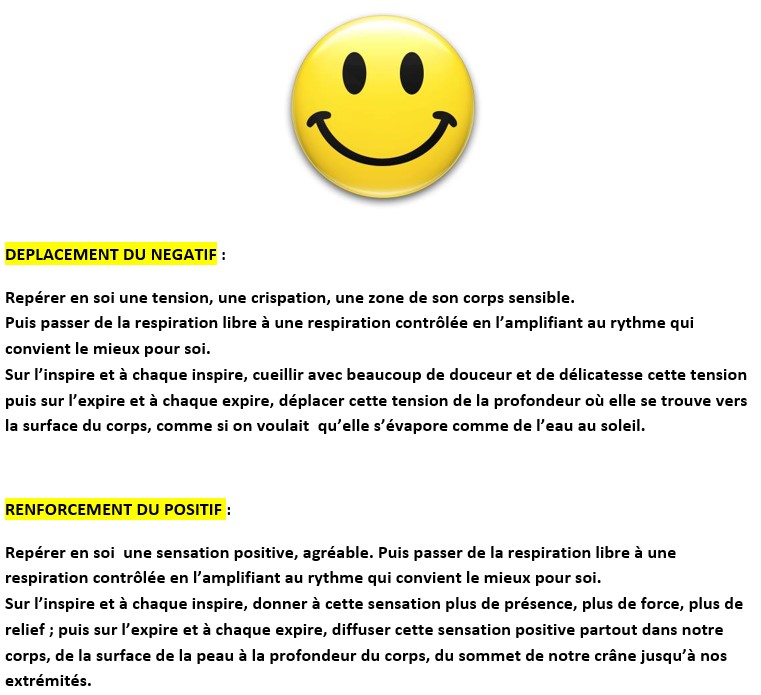 DEPLACEMENT DU NEGATIF :
Repérer en soi une tension, une crispation, une zone de son corps sensible.
Puis passer de la respiration libre à une respiration contrôlée en l’amplifiant au rythme qui
convient le mieux pour soi.
Sur l’inspire et à chaque inspire, cueillir avec beaucoup de douceur et de délicatesse cette tension
puis sur l’expire et à chaque expire, déplacer cette tension de la profondeur où elle se trouve vers
la surface du corps, comme si on voulait  qu’elle s’évapore comme de l’eau au soleil.
RENFORCEMENT DU POSITIF :
Repérer en soi  une sensation positive, agréable. Puis passer de la respiration libre à une
respiration contrôlée en l’amplifiant au rythme qui convient le mieux pour soi.
Sur l’inspire et à chaque inspire, donner à cette sensation plus de présence, plus de force, plus de
relief ; puis sur l’expire et à chaque expire, diffuser cette sensation positive partout dans notre
corps, de la surface de la peau à la profondeur du corps, du sommet de notre crâne jusqu’à nos
extrémités.